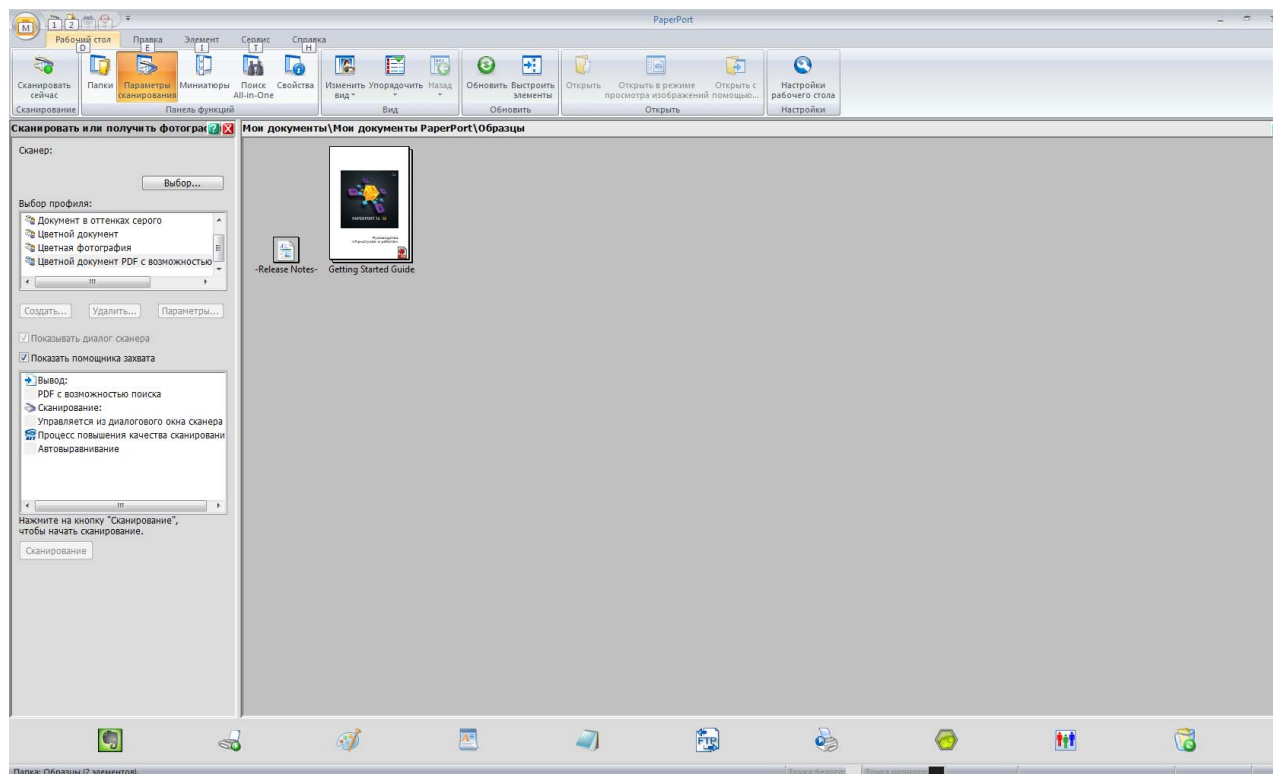 PaperPort
M 1 2
Рабочий стол Правка Элемент Сервис Справка
D E I T H
Сканировать сейчас
Папки
Параметры сканирования
Миниатюры
Поиск All-in-One
Свойства
Изменить вид
Упорядочить
Назад
Обновить
Выстроить элементы
Открыть
Открыть в режиме просмотра изображений
Открыть с помощью...
Настройки рабочего стола
Сканирование Панель функций Вид Обновить Открыть Настройки
Сканировать или получить фотограф
Мои документы\Мои документы PaperPort\Образцы
Сканер:
Выбор...
Выбор профиля:
Документ в оттенках серого
Цветной документ
Цветная фотография
Цветной документ PDF с возможностью
Создать... Удалить... Параметры...
Показывать диалог сканера
Показать помощника захвата
Вывод:
PDF с возможностью поиска
Сканирование:
Управляется из диалогового окна сканера
Процесс повышения качества сканировани
Автовыравнивание
Нажмите на кнопку "Сканирование",
чтобы начать сканирование.
Сканирование
-Release Notes- Getting Started Guide
FTP
Папка: Образцы (2 элементов)